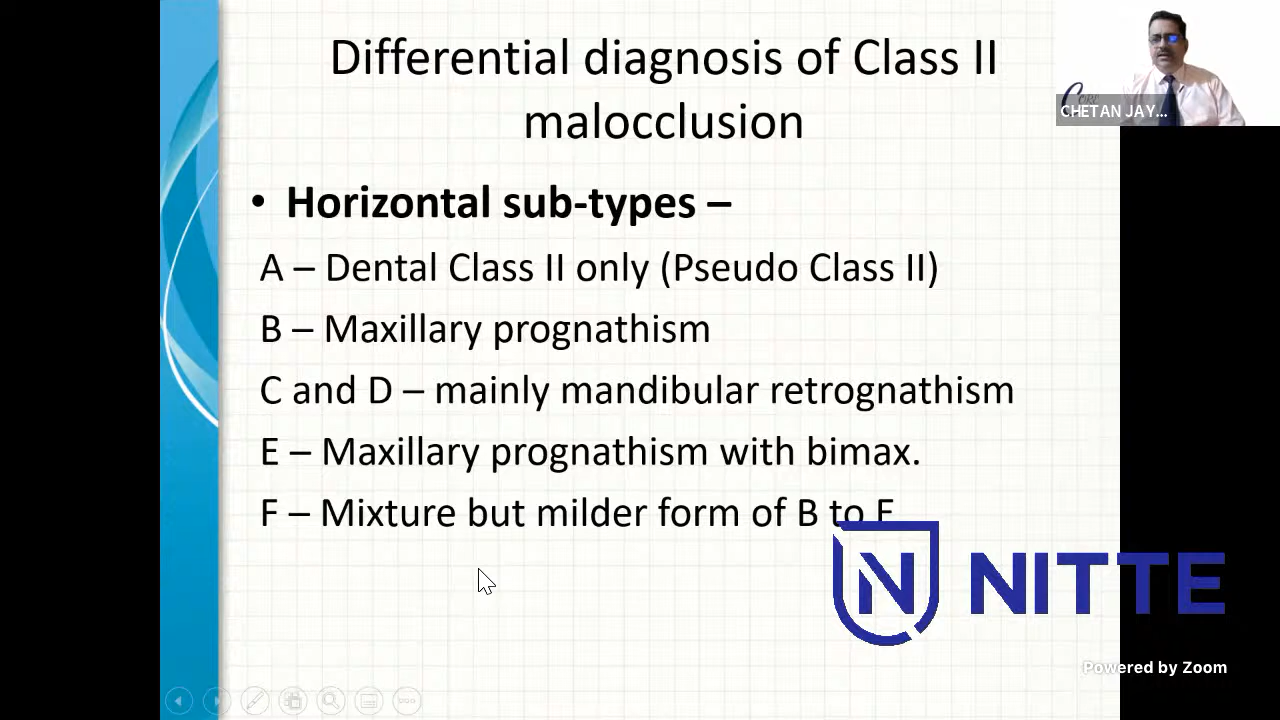 Differential diagnosis of Class II
malocclusion
• Horizontal sub-types –
A – Dental Class II only (Pseudo Class II)
B – Maxillary prognathism
C and D – mainly mandibular retrognathism
E – Maxillary prognathism with bimax.
F – Mixture but milder form of B to E
CHETAN JAY...
N NITTE
Powered by Zoom